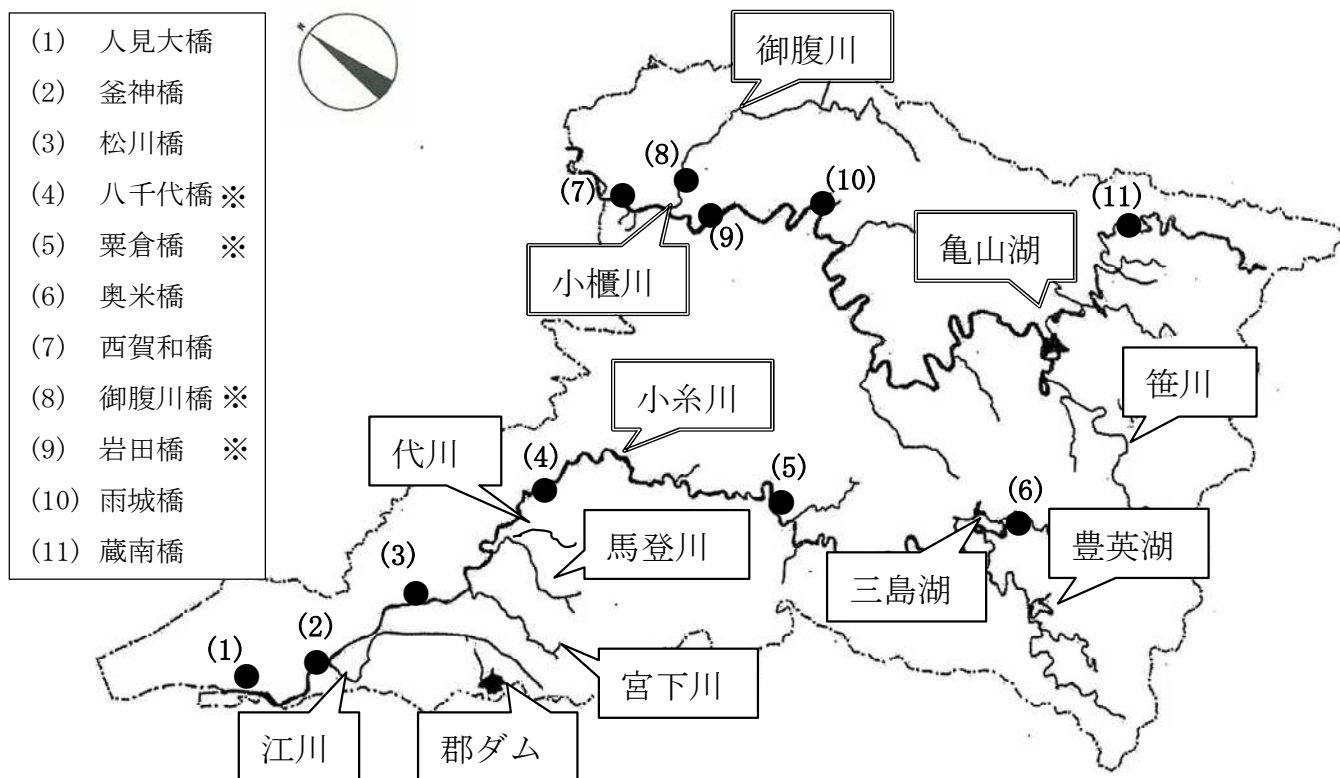 (1) 人見大橋
(2) 釜神橋
(3) 松川橋
(4) 八千代橋※
(5) 粟倉橋 ※
(6) 奥米橋
(7) 西賀和橋
(8) 御腹川橋※
(9) 岩田橋 ※
(10) 雨城橋
(11) 蔵南橋
N
御腹川
(8)
(7)
(10)
(9)
(11)
小櫃川
亀山湖
笹川
小糸川
代川
(4)
(5)
(6)
馬登川
三島湖
豊英湖
(3)
(2)
(1)
宮下川
江川
郡ダム